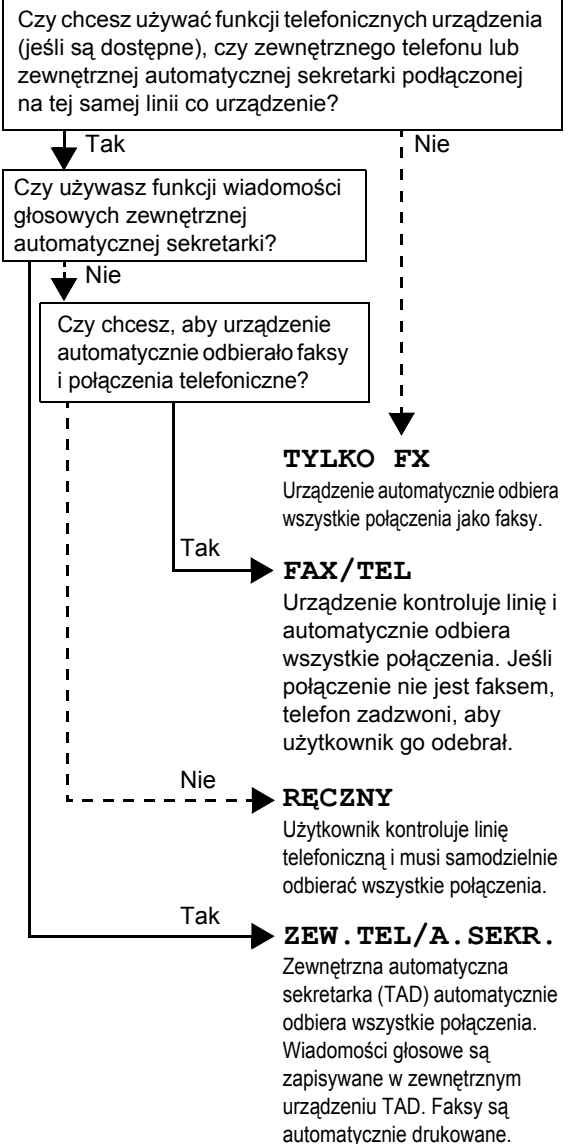 Czy chcesz używać funkcji telefonicznych urządzenia
(jeśli są dostępne), czy zewnętrznego telefonu lub
zewnętrznej automatycznej sekretarki podłączonej
na tej samej linii co urządzenie?
Tak
Nie
Czy używasz funkcji wiadomości
głosowych zewnętrznej
automatycznej sekretarki?
Nie
Czy chcesz, aby urządzenie
automatycznie odbierało faksy
i połączenia telefoniczne?
TYLKO FX
Urządzenie automatycznie odbiera
wszystkie połączenia jako faksy.
Tak
FAX/TEL
Urządzenie kontroluje linię i
automatycznie odbiera
wszystkie połączenia. Jeśli
połączenie nie jest faksem,
telefon zadzwoni, aby
użytkownik go odebrał.
Nie
RĘCZNY
Użytkownik kontroluje linię
telefoniczną i musi samodzielnie
odbierać wszystkie połączenia.
Tak
ZEW.TEL/A.SEKR.
Zewnętrzna automatyczna
sekretarka (TAD) automatycznie
odbiera wszystkie połączenia.
Wiadomości głosowe są
zapisywane w zewnętrznym
urządzeniu TAD. Faksy są
automatycznie drukowane.